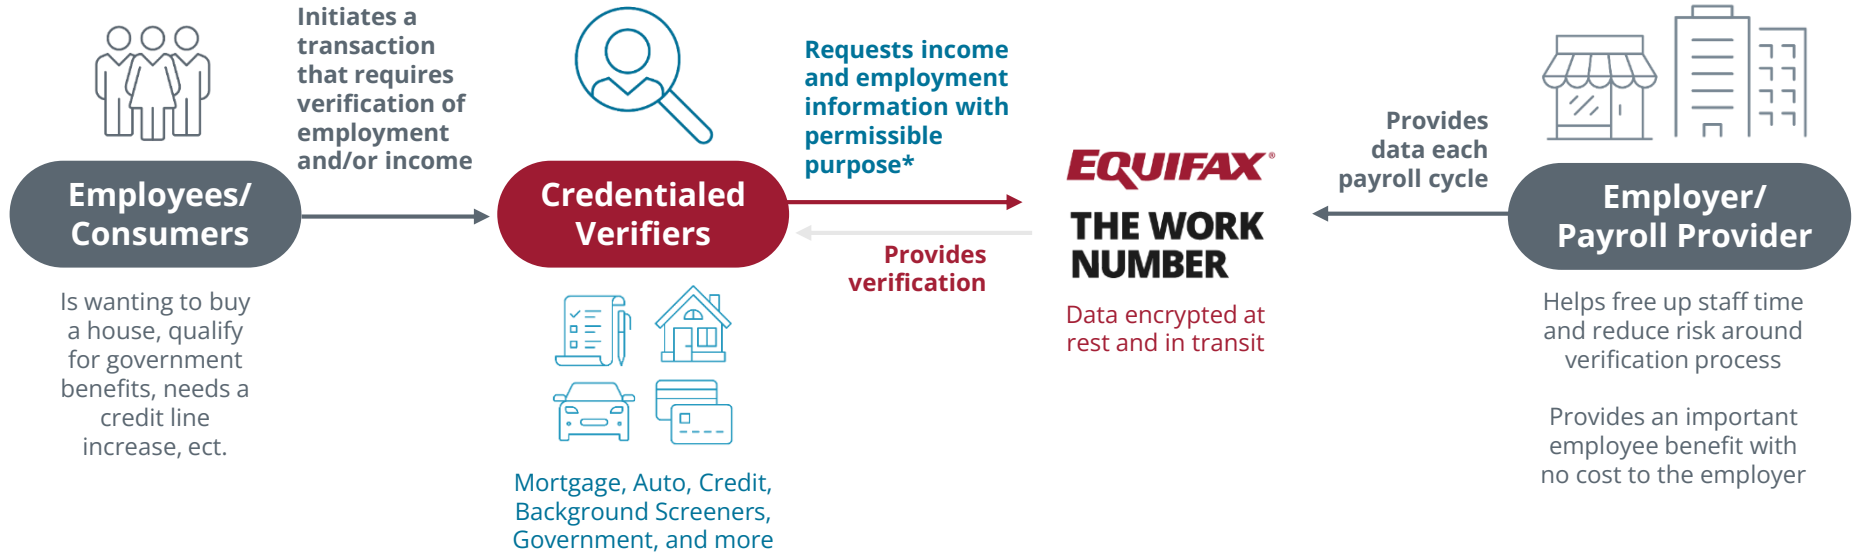 Initiates a
transaction
that requires
verification of
employment
and/or income
Employees/
Consumers
Is wanting to buy
a house, qualify
for government
benefits, needs a
credit line
increase, ect.
Credentialed
Verifiers
Mortgage, Auto, Credit,
Background Screeners,
Government, and more
Requests income
and employment
information with
permissible
purpose*
Provides
verification
EQUIFAX®
THE WORK
NUMBER
Data encrypted at
rest and in transit
Provides
data each
payroll cycle
Employer/
Payroll Provider
Helps free up staff time
and reduce risk around
verification process
Provides an important
employee benefit with
no cost to the employer